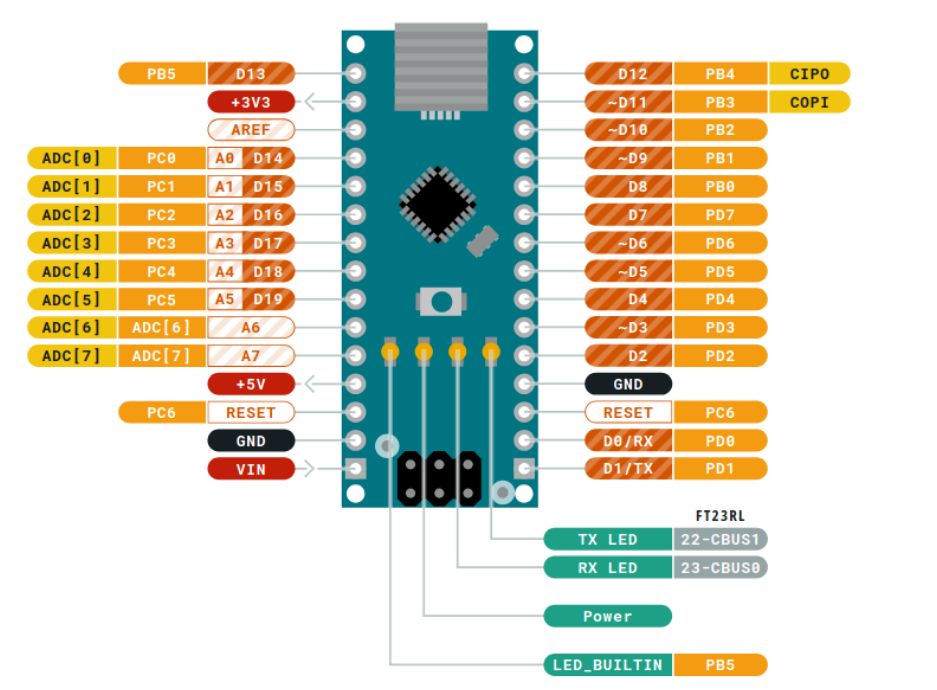 PB5 D13 D12 PB4 CIPO
+3V3 ~D11 PB3 COPI
AREF ~D10 PB2
ADC[0] PC0 A0 D14 ~D9 PB1
ADC[1] PC1 A1 D15 D8 PB0
ADC[2] PC2 A2 D16 D7 PD7
ADC[3] PC3 A3 D17 ~D6 PD6
ADC[4] PC4 A4 D18 ~D5 PD5
ADC[5] PC5 A5 D19 D4 PD4
ADC[6] ADC[6] A6 ~D3 PD3
ADC[7] ADC[7] A7 D2 PD2
+5V GND
PC6 RESET RESET PC6
GND D0/RX PD0
VIN D1/TX PD1
FT23RL
TX LED 22-CBUS1
RX LED 23-CBUS0
Power
LED_BUILTIN PB5